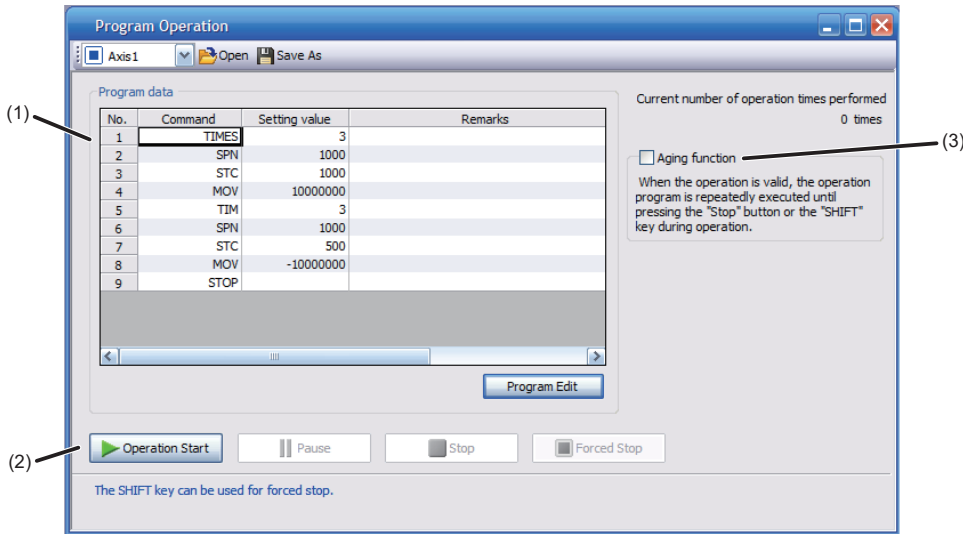 Program Operation
Axis1 Open Save As
Program data
No. Command Setting value Remarks
1 TIMES 3
2 SPN 1000
3 STC 1000
4 MOV 10000000
5 TIM 3
6 SPN 1000
7 STC 500
8 MOV -10000000
9 STOP
Program Edit
Current number of operation times performed
0 times
Aging function
When the operation is valid, the operation
program is repeatedly executed until
pressing the "Stop" button or the "SHIFT"
key during operation.
Operation Start Pause Stop Forced Stop
The SHIFT key can be used for forced stop.
(1)
(2)
(3)